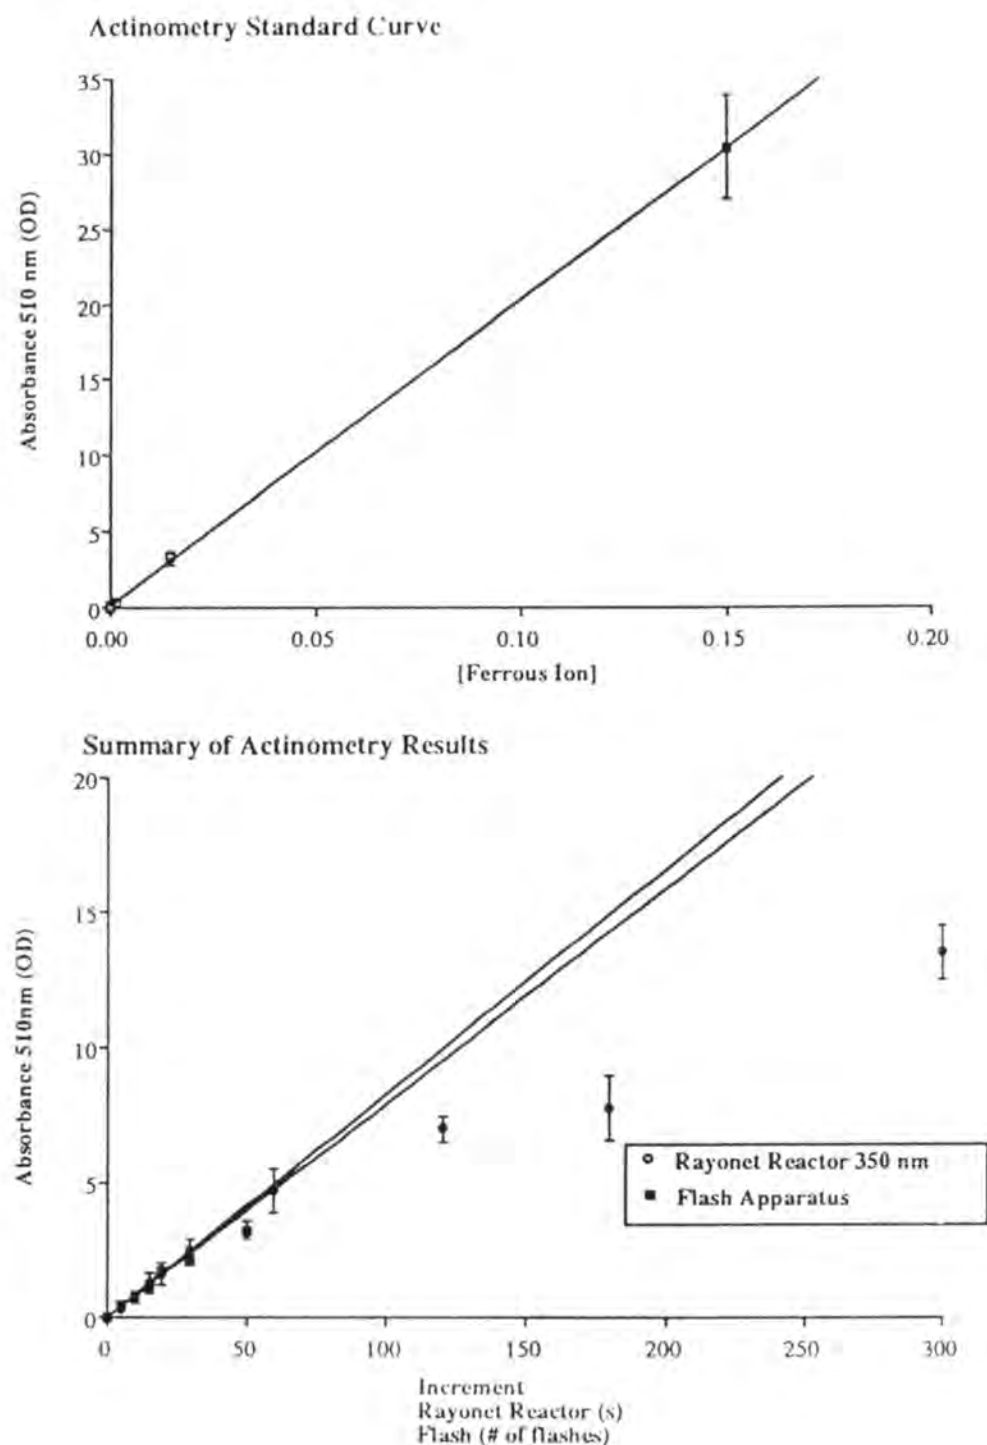 Actinometry Standard Curve
Absorbance 510 nm (OD)
35
30
25
20
15
10
5
0
0.00 0.05 0.10 0.15 0.20
[Ferrous Ion]
Summary of Actinometry Results
Absorbance 510nm (OD)
20
15
10
5
0
0 50 100 150 200 250 300
Rayonet Reactor 350 nm
Flash Apparatus
Increment
Rayonet Reactor (s)
Flash (# of flashes)